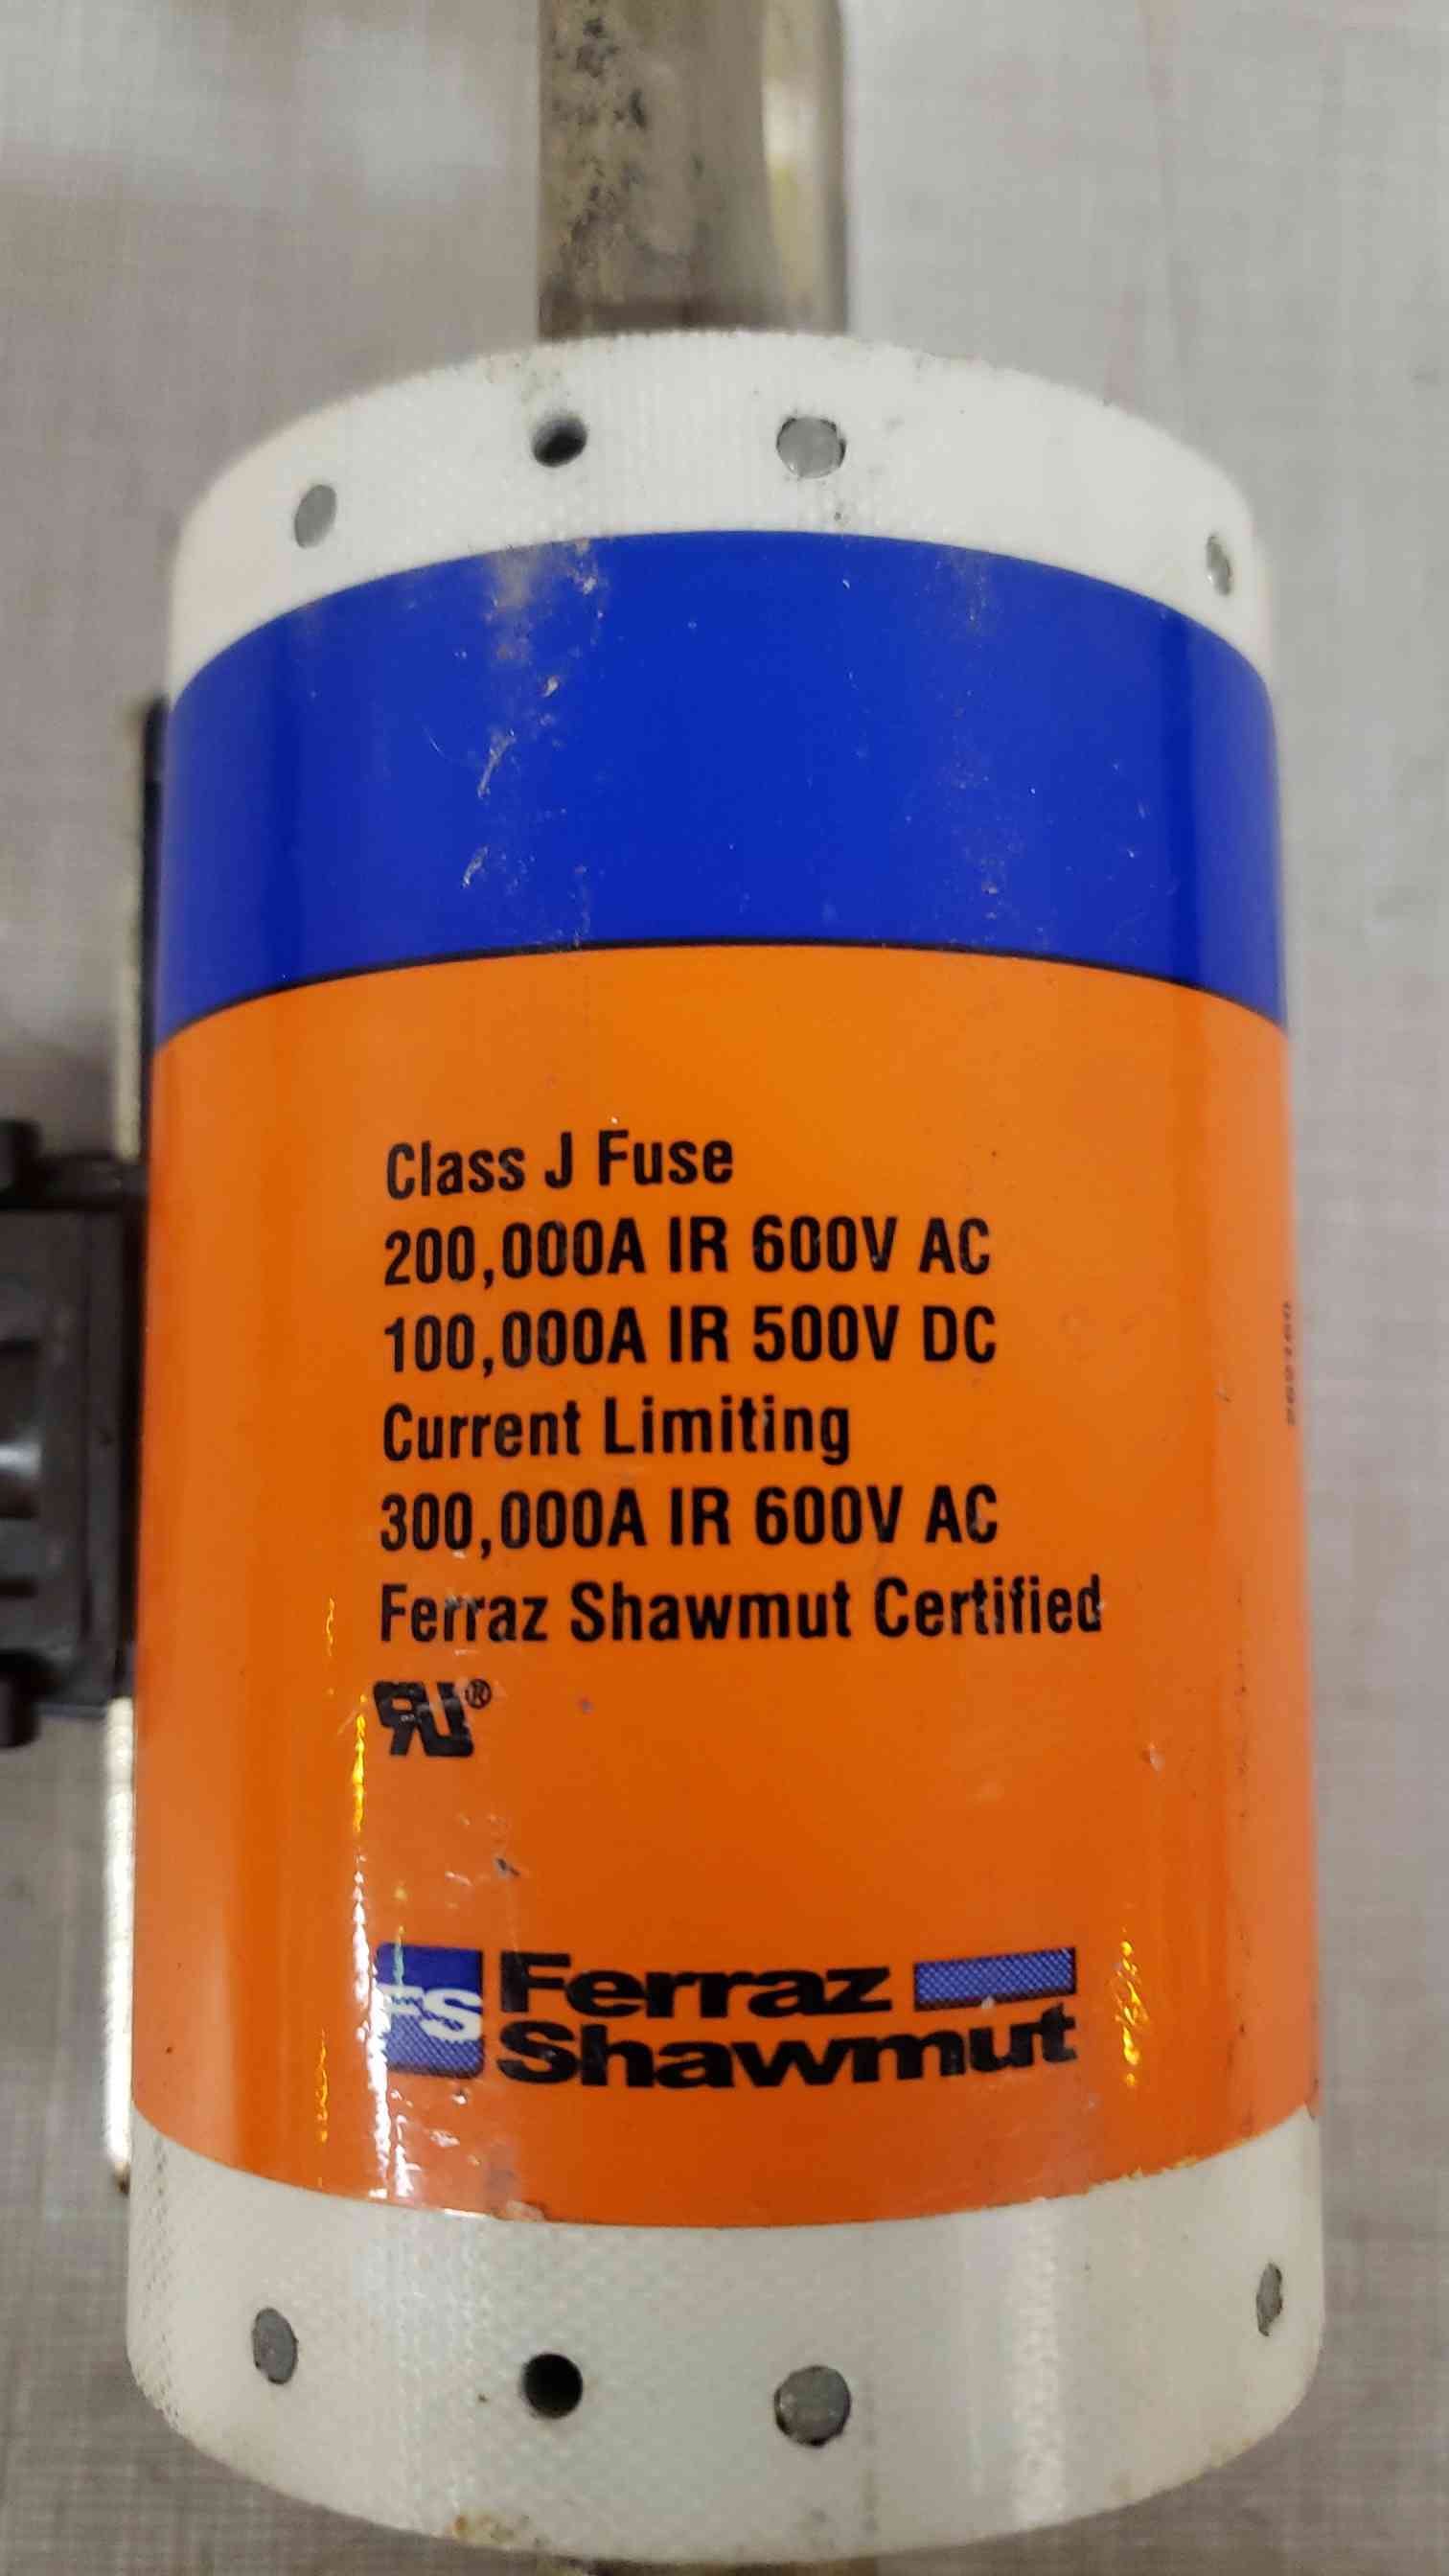 Class J Fuse
200,000A IR 600V AC
100,000A IR 500V DC
Current Limiting
300,000A IR 600V AC
Ferraz Shawmut Certified
RU®
FS Ferraz
Shawmut